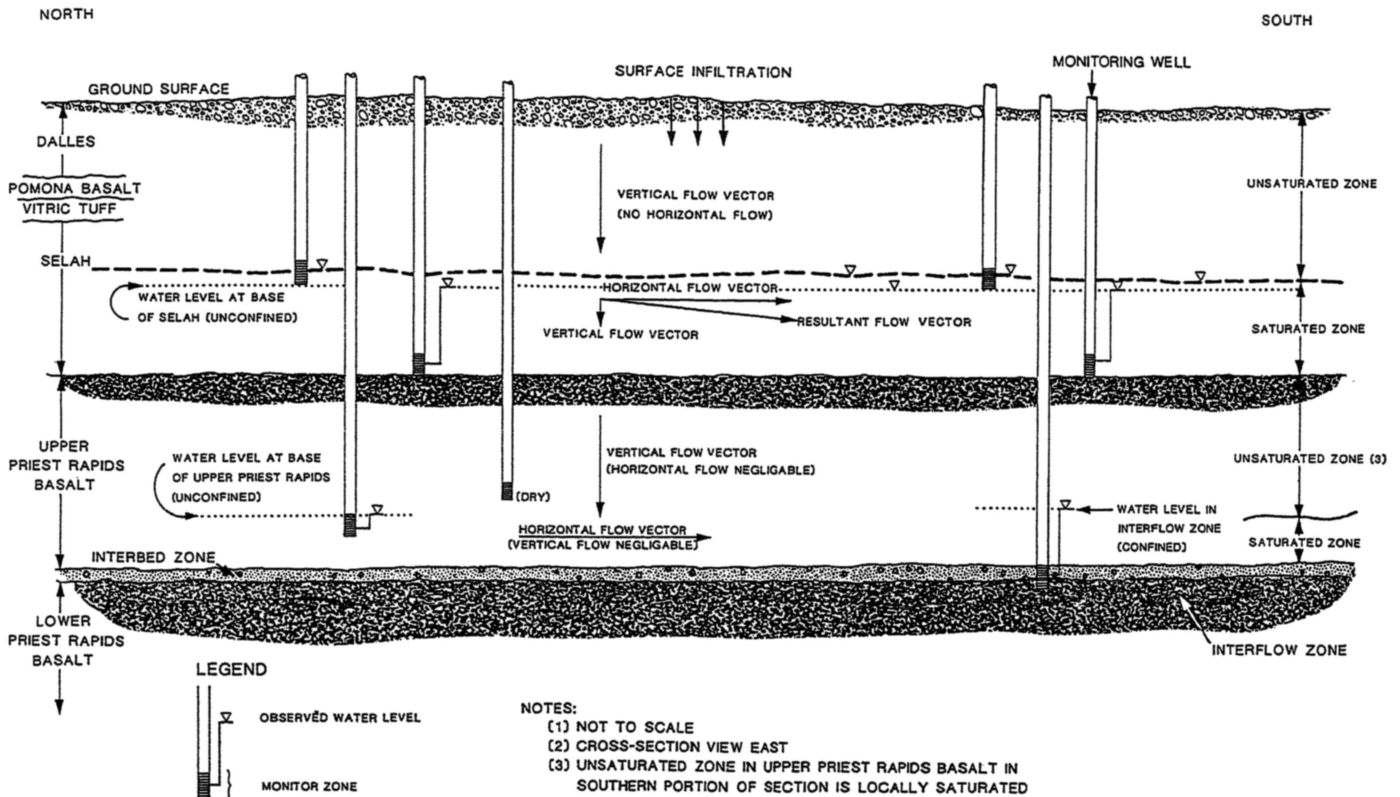 NORTH
SOUTH
GROUND SURFACE
SURFACE INFILTRATION
MONITORING WELL
DALLES
POMONA BASALT
VITRIC TUFF
SELAH
VERTICAL FLOW VECTOR
(NO HORIZONTAL FLOW)
UNSATURATED ZONE
WATER LEVEL AT BASE
OF SELAH (UNCONFINED)
HORIZONTAL FLOW VECTOR
RESULTANT FLOW VECTOR
VERTICAL FLOW VECTOR
SATURATED ZONE
UPPER
PRIEST RAPIDS
BASALT
WATER LEVEL AT BASE
OF UPPER PRIEST RAPIDS
(UNCONFINED)
VERTICAL FLOW VECTOR
(HORIZONTAL FLOW NEGLIGABLE)
(DRY)
UNSATURATED ZONE (3)
HORIZONTAL FLOW VECTOR
(VERTICAL FLOW NEGLIGABLE)
WATER LEVEL IN
INTERFLOW ZONE
(CONFINED)
SATURATED ZONE
INTERBED ZONE
LOWER
PRIEST RAPIDS
BASALT
INTERFLOW ZONE
LEGEND
OBSERVED WATER LEVEL
MONITOR ZONE
NOTES:
(1) NOT TO SCALE
(2) CROSS-SECTION VIEW EAST
(3) UNSATURATED ZONE IN UPPER PRIEST RAPIDS BASALT IN
SOUTHERN PORTION OF SECTION IS LOCALLY SATURATED